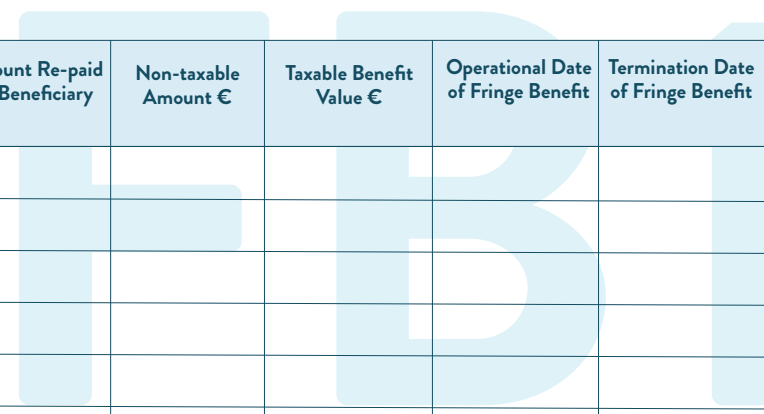 Re-paid
Beneficiary
Non-taxable
Amount €
Taxable Benefit
Value €
Operational Date
of Fringe Benefit
Termination Date
of Fringe Benefit
FB